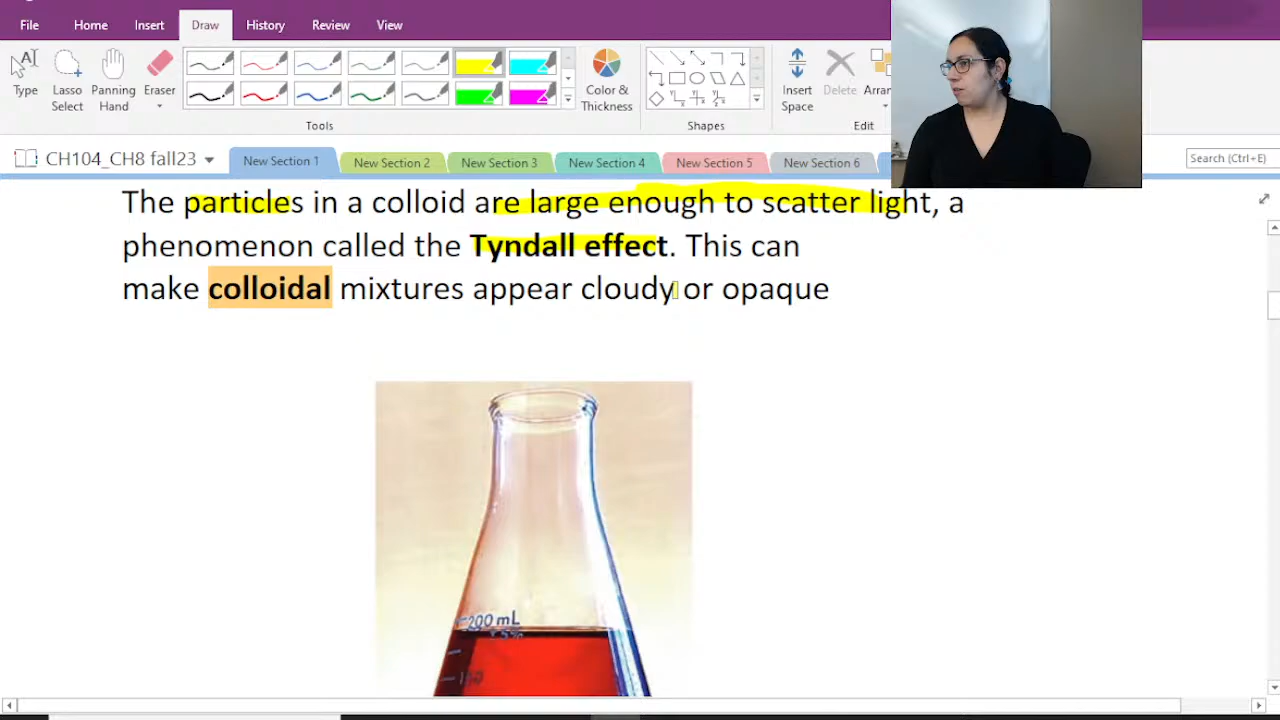 File Home Insert Draw History Review View
Type Lasso Select Panning Hand Eraser Color & Thickness Insert Space Delete Arran
Tools Shapes Edit
CH104_CH8 fall23 New Section 1 New Section 2 New Section 3 New Section 4 New Section 5 New Section 6 Search (Ctrl+E)
The particles in a colloid are large enough to scatter light, a
phenomenon called the Tyndall effect. This can
make colloidal mixtures appear cloudy or opaque
200 mL